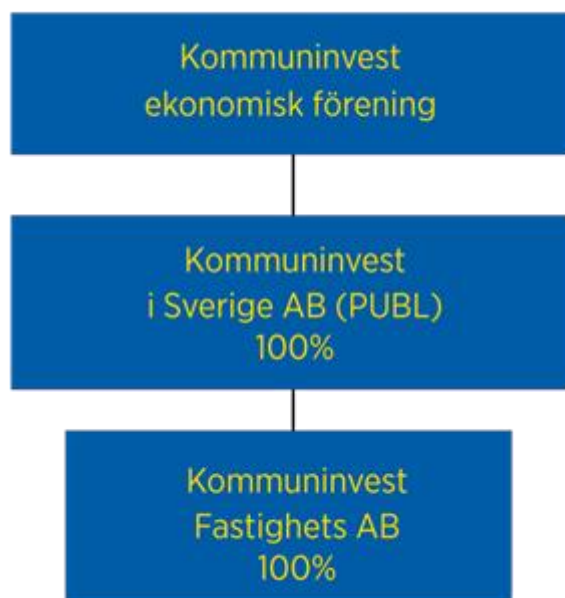 Kommuninvest
ekonomisk förening
Kommuninvest
i Sverige AB (PUBL)
100%
Kommuninvest
Fastighets AB
100%